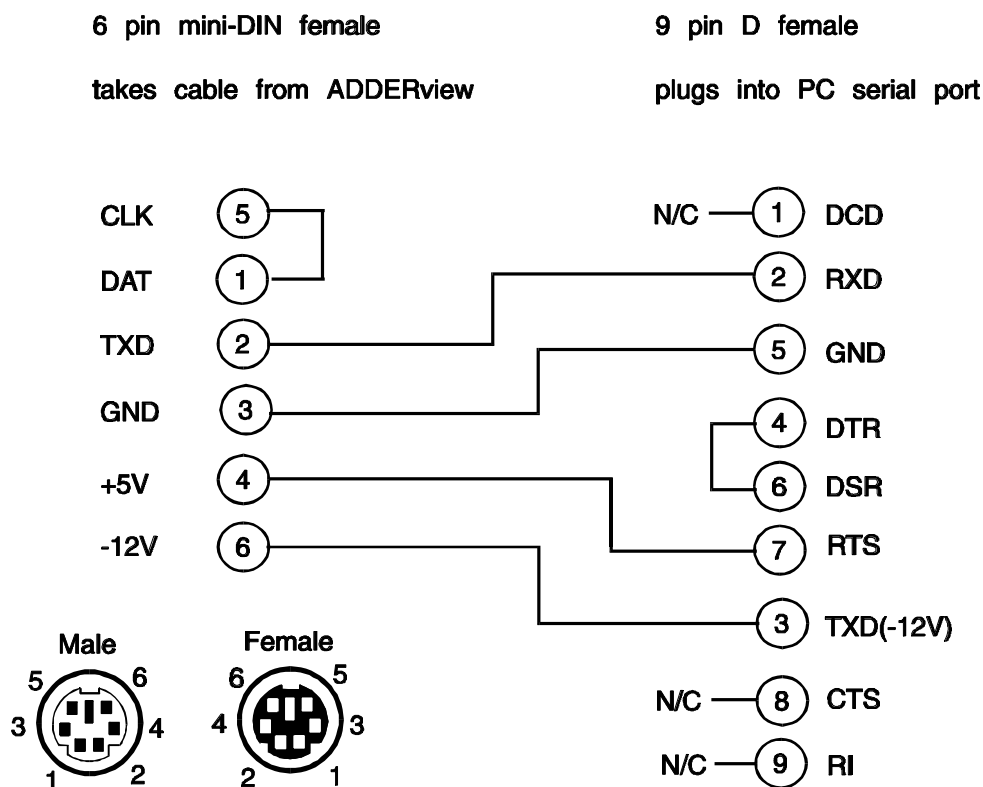 6 pin mini-DIN female
9 pin D female
takes cable from ADDERview
plugs into PC serial port
CLK 5
N/C 1 DCD
DAT 1
2 RXD
TXD 2
5 GND
GND 3
4 DTR
+5V 4
6 DSR
-12V 6
7 RTS
3 TXD(-12V)
N/C 8 CTS
N/C 9 RI
Male
5 6
3 4
1 2
Female
6 5
4 3
2 1